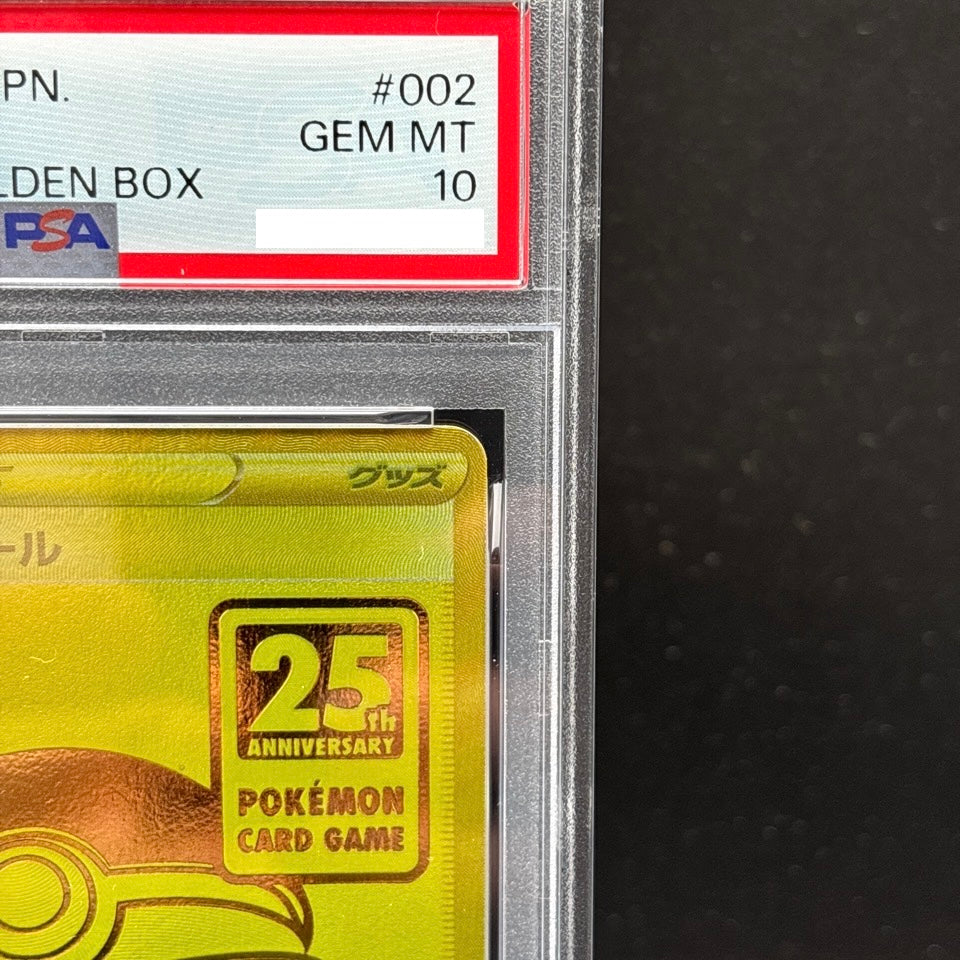 PN.
#002
GEM MT
LDEN BOX
10
PSA
グッズ
ール
25th
ANNIVERSARY
POKÉMON
CARD GAME